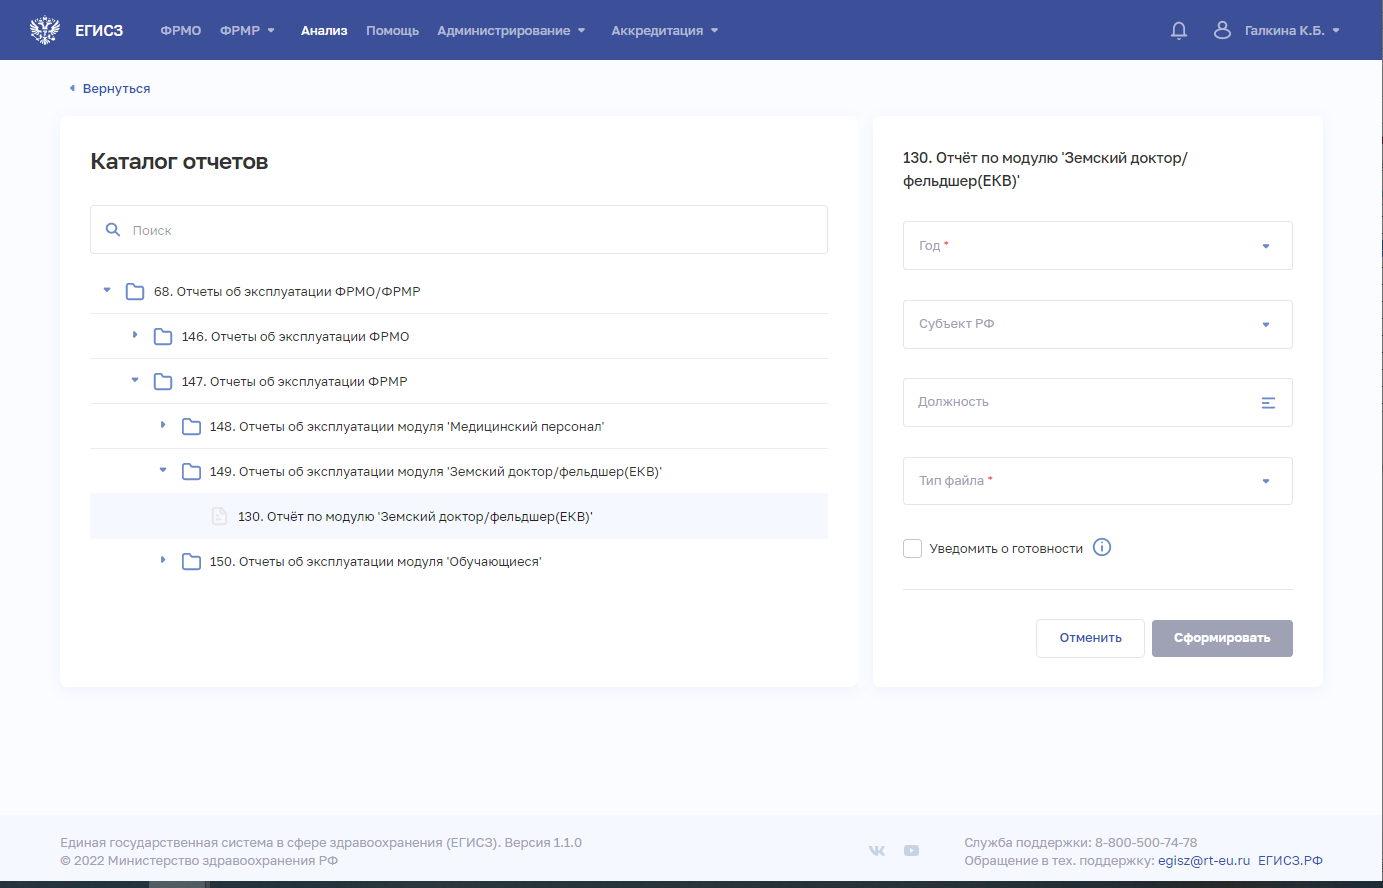 ЕГИСЗ ФРМО ФРМР Анализ Помощь Администрирование Аккредитация Галкина К.Б.
Вернуться
Каталог отчетов
Поиск
68. Отчеты об эксплуатации ФРМО/ФРМР
146. Отчеты об эксплуатации ФРМО
147. Отчеты об эксплуатации ФРМР
148. Отчеты об эксплуатации модуля 'Медицинский персонал'
149. Отчеты об эксплуатации модуля 'Земский доктор/фельдшер(ЕКВ)'
130. Отчёт по модулю 'Земский доктор/фельдшер(ЕКВ)'
150. Отчеты об эксплуатации модуля 'Обучающиеся'
130. Отчёт по модулю 'Земский доктор/
фельдшер(ЕКВ)'
Год *
Субъект РФ
Должность
Тип файла *
Уведомить о готовности
Отменить Сформировать
Единая государственная система в сфере здравоохранения (ЕГИСЗ). Версия 1.1.0
© 2022 Министерство здравоохранения РФ
Служба поддержки: 8-800-500-74-78
Обращение в тех. поддержку: egisz@rt-eu.ru ЕГИСЗ.РФ